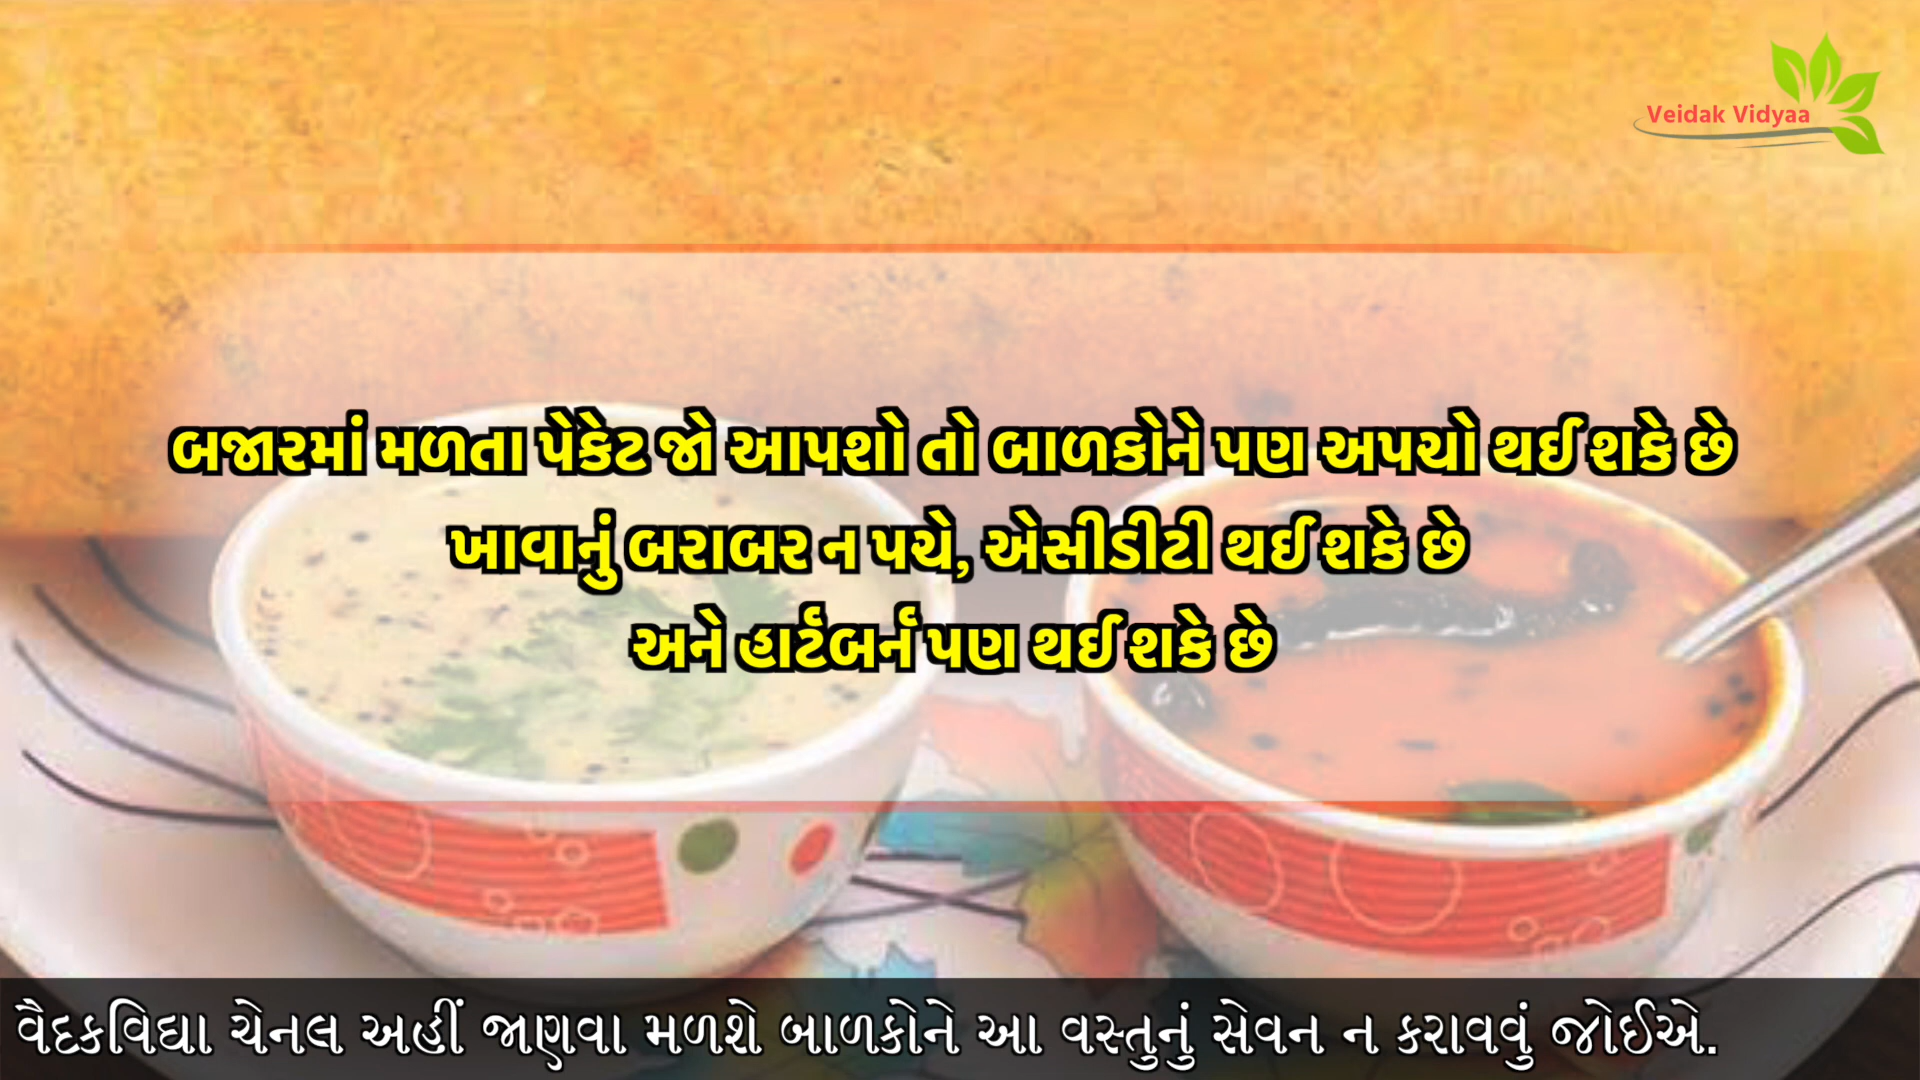 Veidak Vidyaa
બજારમાં મળતા પેકેટ જો આપશો તો બાળકોને પણ અપચો થઈ શકે છે
ખાવાનું બરાબર ન પચે, એસીડીટી થઈ શકે છે
અને હાર્ટબર્ન પણ થઈ શકે છે
વૈદકવિદ્યા ચેનલ અહીં જાણવા મળશે બાળકોને આ વસ્તુનું સેવન ન કરાવવું જોઈએ.